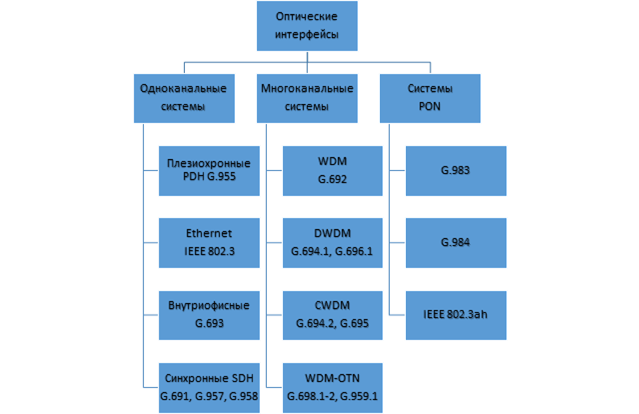 Оптические
интерфейсы
Одноканальные
системы
Многоканальные
системы
Системы
PON
Плезиохронные
PDH G.955
WDM
G.692
G.983
Ethernet
IEEE 802.3
DWDM
G.694.1, G.696.1
G.984
Внутриофисные
G.693
CWDM
G.694.2, G.695
IEEE 802.3ah
Синхронные SDH
G.691, G.957, G.958
WDM-OTN
G.698.1-2, G.959.1